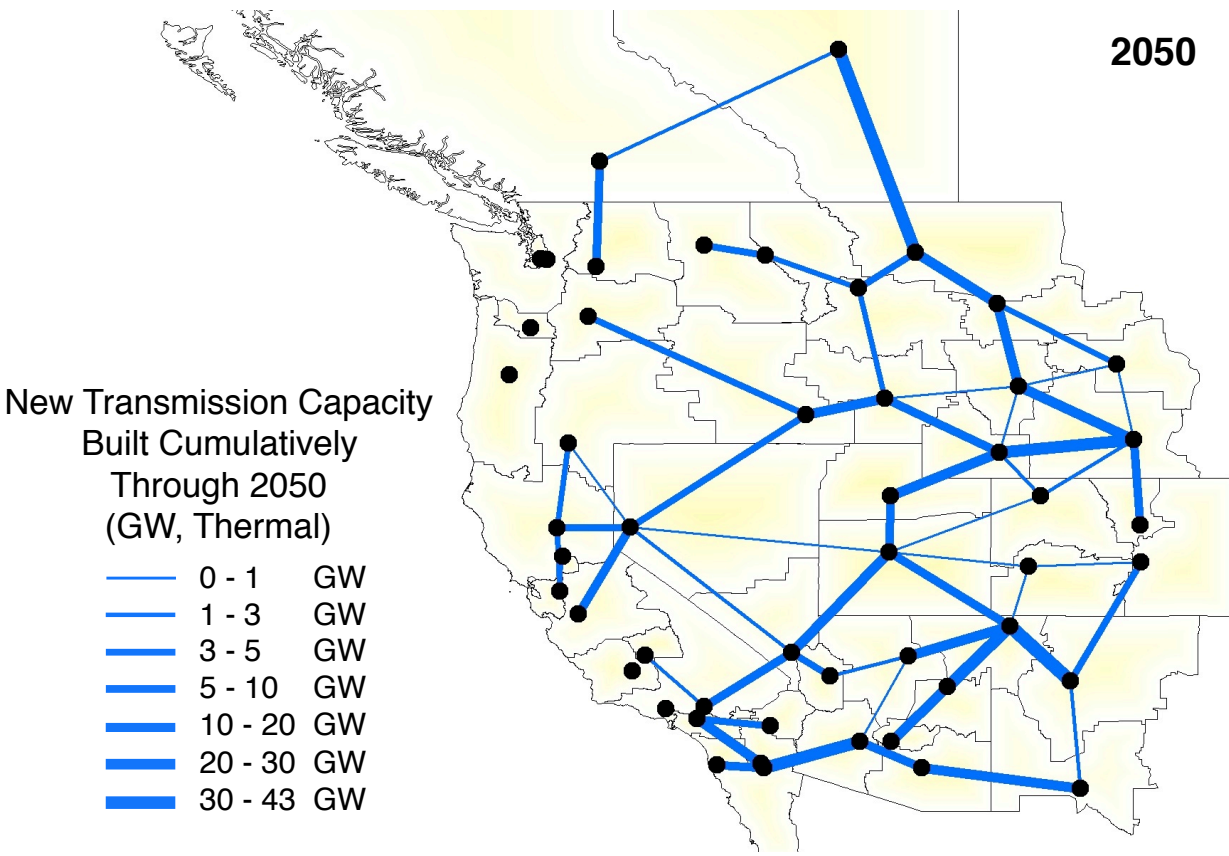 2050
New Transmission Capacity
Built Cumulatively
Through 2050
(GW, Thermal)
0 - 1 GW
1 - 3 GW
3 - 5 GW
5 - 10 GW
10 - 20 GW
20 - 30 GW
30 - 43 GW